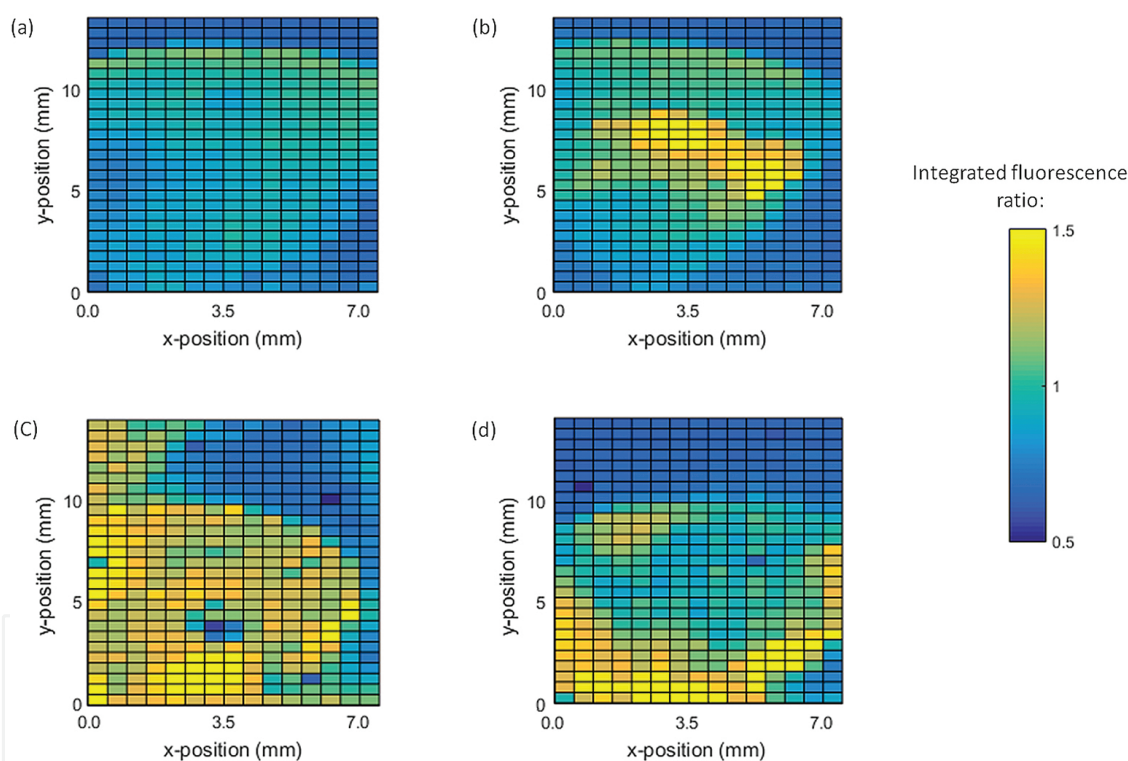 (a)
y-position (mm)
10
5
0
0.0 3.5 7.0
x-position (mm)
(b)
y-position (mm)
10
5
0
0.0 3.5 7.0
x-position (mm)
Integrated fluorescence
ratio:
1.5
1
0.5
(C)
y-position (mm)
10
5
0
0.0 3.5 7.0
x-position (mm)
(d)
y-position (mm)
10
5
0
0.0 3.5 7.0
x-position (mm)